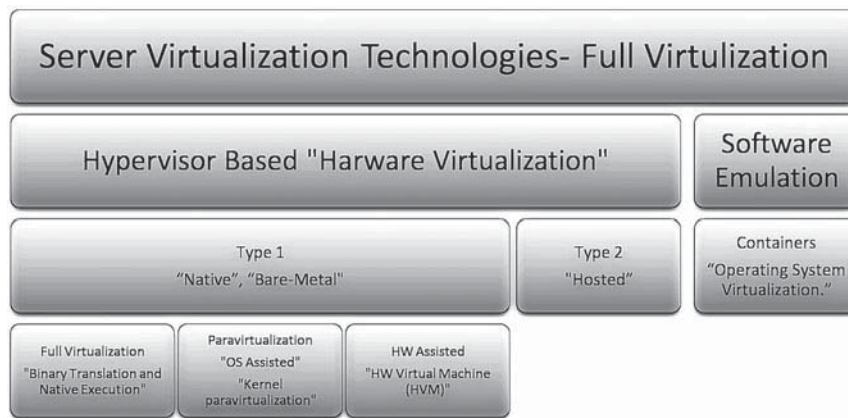 Server Virtualization Technologies- Full Virtulization
Hypervisor Based "Harware Virtualization"
Software
Emulation
Type 1
“Native”, “Bare-Metal"
Type 2
"Hosted”
Containers
“Operating System
Virtualization.”
Full Virtualization
"Binary Translation and
Native Execution"
Paravirtualization
"OS Assisted"
"Kernel
paravirtualization"
HW Assisted
"HW Virtual Machine
(HVM)"